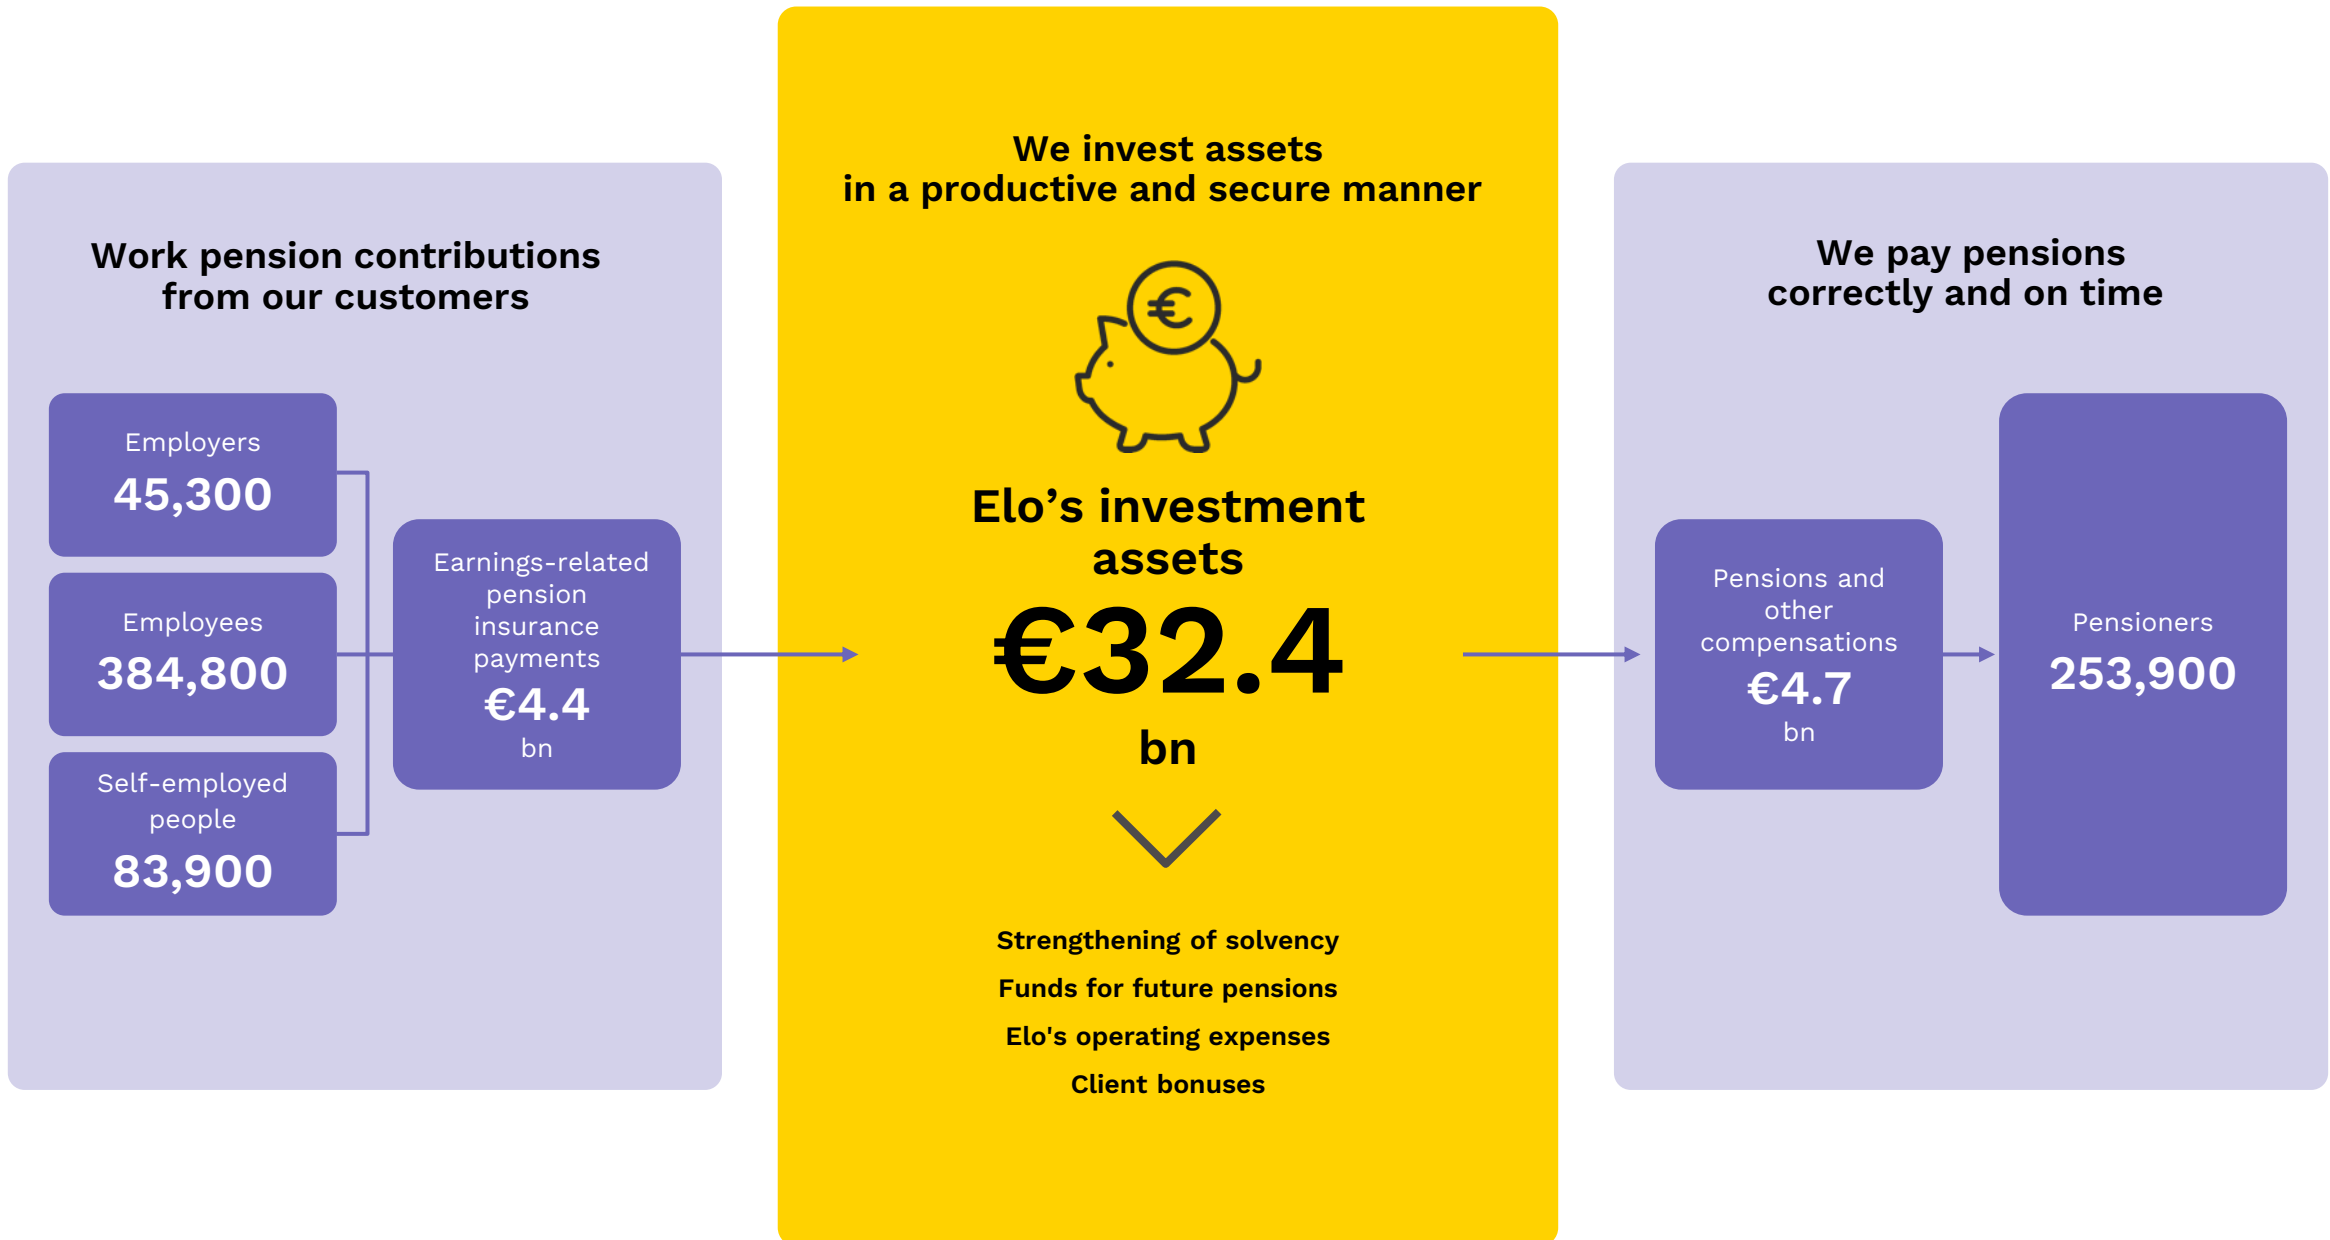 Work pension contributions
from our customers
Employers
45,300
Employees
384,800
Self-employed
people
83,900
Earnings-related
pension
insurance
payments
€4.4
bn
We invest assets
in a productive and secure manner
€
Elo’s investment
assets
€32.4
bn
Strengthening of solvency
Funds for future pensions
Elo's operating expenses
Client bonuses
We pay pensions
correctly and on time
Pensions and
other
compensations
€4.7
bn
Pensioners
253,900